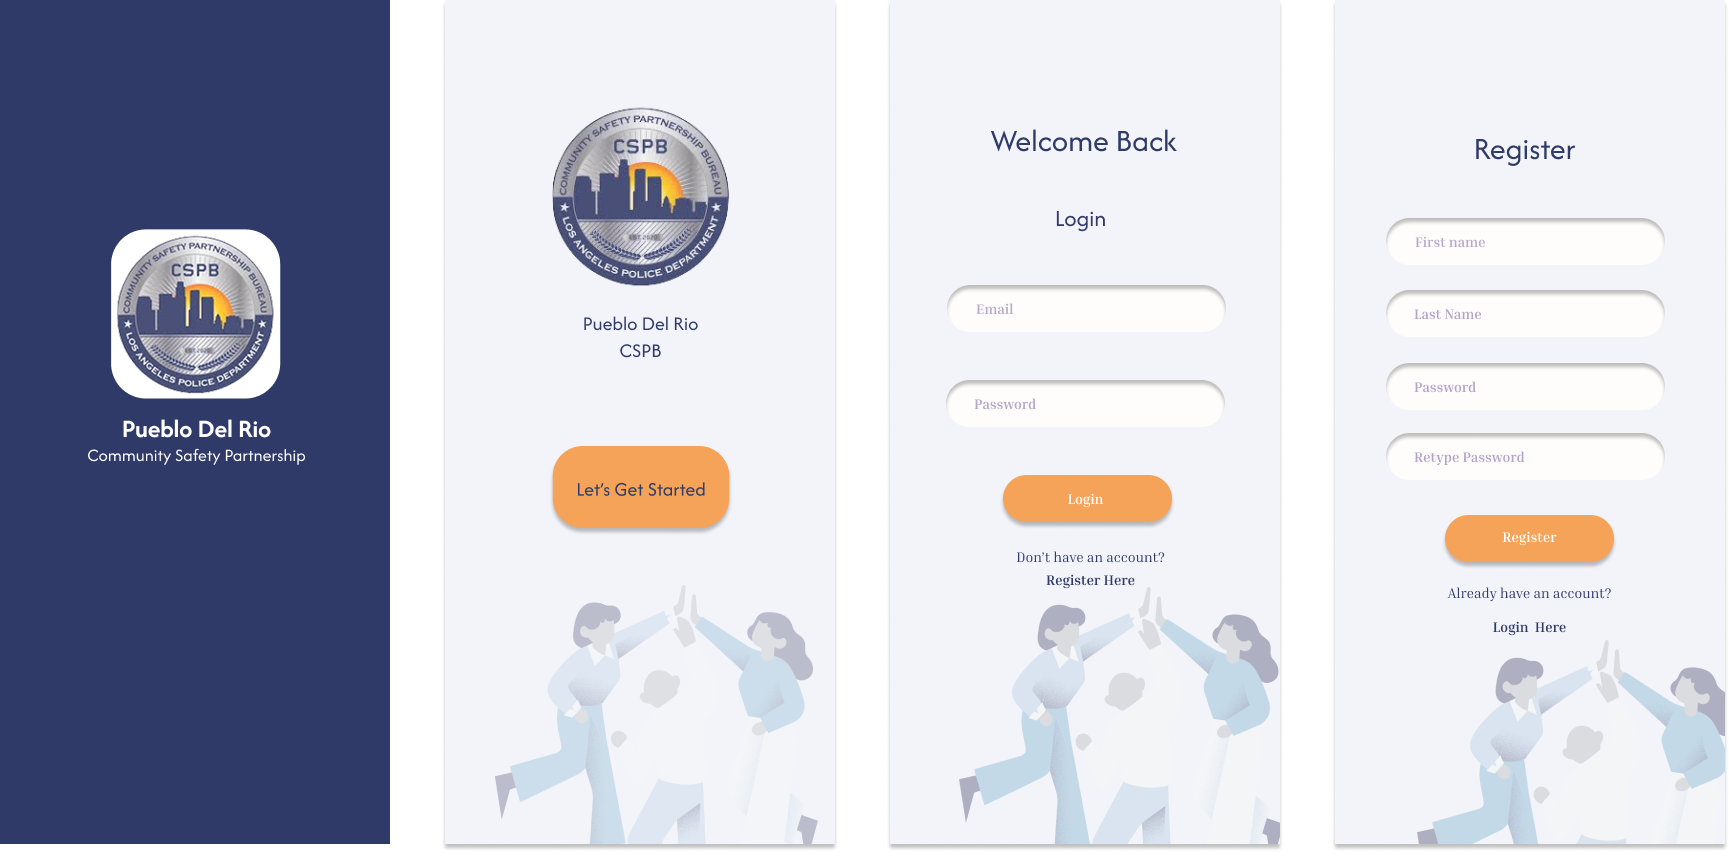 COMMUNITY SAFETY PARTNERSHIP BUREAU
CSPB
LOS ANGELES POLICE DEPARTMENT
Pueblo Del Rio
Community Safety Partnership
COMMUNITY SAFETY PARTNERSHIP BUREAU
CSPB
LOS ANGELES POLICE DEPARTMENT
Pueblo Del Rio
CSPB
Let's Get Started
Welcome Back
Login
Email
Password
Login
Don't have an account?
Register Here
Register
First name
Last Name
Password
Retype Password
Register
Already have an account?
Login Here